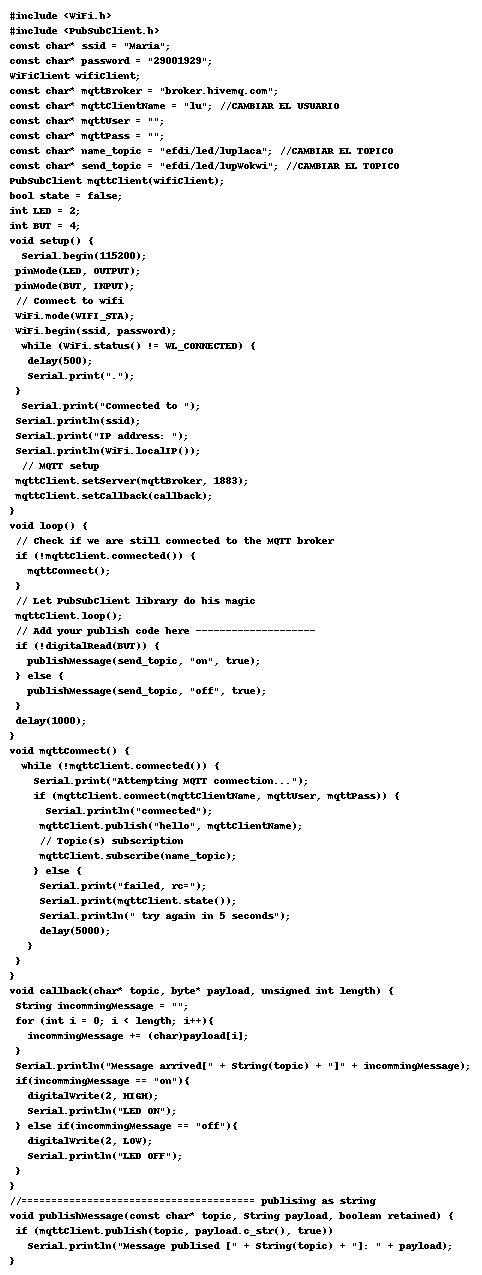 #include <WiFi.h>
#include <PubSubClient.h>
const char* ssid = "Maria";
const char* password = "29001929";
WiFiClient wifiClient;
const char* mqttBroker = "broker.hivemq.com";
const char* mqttClientName = "lu"; //CAMBIAR EL USUARIO
const char* mqttUser = "";
const char* mqttPass = "";
const char* name_topic = "efdi/led/luplaca"; //CAMBIAR EL TOPICO
const char* send_topic = "efdi/led/lupWokwi"; //CAMBIAR EL TOPICO
PubSubClient mqttClient(wifiClient);
bool state = false;
int LED = 2;
int BUT = 4;
void setup() {
  Serial.begin(115200);
 pinMode(LED, OUTPUT);
 pinMode(BUT, INPUT);
 // Connect to wifi
 WiFi.mode(WIFI_STA);
 WiFi.begin(ssid, password);
  while (WiFi.status() != WL_CONNECTED) {
   delay(500);
   Serial.print(".");
 }
  Serial.print("Connected to ");
 Serial.println(ssid);
 Serial.print("IP address: ");
 Serial.println(WiFi.localIP());
  // MQTT setup
 mqttClient.setServer(mqttBroker, 1883);
 mqttClient.setCallback(callback);
}
void loop() {
 // Check if we are still connected to the MQTT broker
 if (!mqttClient.connected()) {
   mqttConnect();
 }
 // Let PubSubClient library do his magic
 mqttClient.loop();
 // Add your publish code here --------------------
 if (!digitalRead(BUT)) {
   publishMessage(send_topic, "on", true);
 } else {
   publishMessage(send_topic, "off", true);
 }
 delay(1000);
}
void mqttConnect() {
  while (!mqttClient.connected()) {
    Serial.print("Attempting MQTT connection...");
    if (mqttClient.connect(mqttClientName, mqttUser, mqttPass)) {
      Serial.println("connected");
     mqttClient.publish("hello", mqttClientName);
     // Topic(s) subscription
     mqttClient.subscribe(name_topic);
    } else {
     Serial.print("failed, rc=");
     Serial.print(mqttClient.state());
     Serial.println(" try again in 5 seconds");
     delay(5000);
   }
 }
}
void callback(char* topic, byte* payload, unsigned int length) {
 String incommingMessage = "";
 for (int i = 0; i < length; i++){
   incommingMessage += (char)payload[i];
 }
 Serial.println("Message arrived[" + String(topic) + "]" + incommingMessage);
 if(incommingMessage == "on"){
   digitalWrite(2, HIGH);
   Serial.println("LED ON");
 } else if(incommingMessage == "off"){
   digitalWrite(2, LOW);
   Serial.println("LED OFF");
 }
}
//======================================= publising as string
void publishMessage(const char* topic, String payload, boolean retained) {
 if (mqttClient.publish(topic, payload.c_str(), true))
   Serial.println("Message publised [" + String(topic) + "]: " + payload);
}